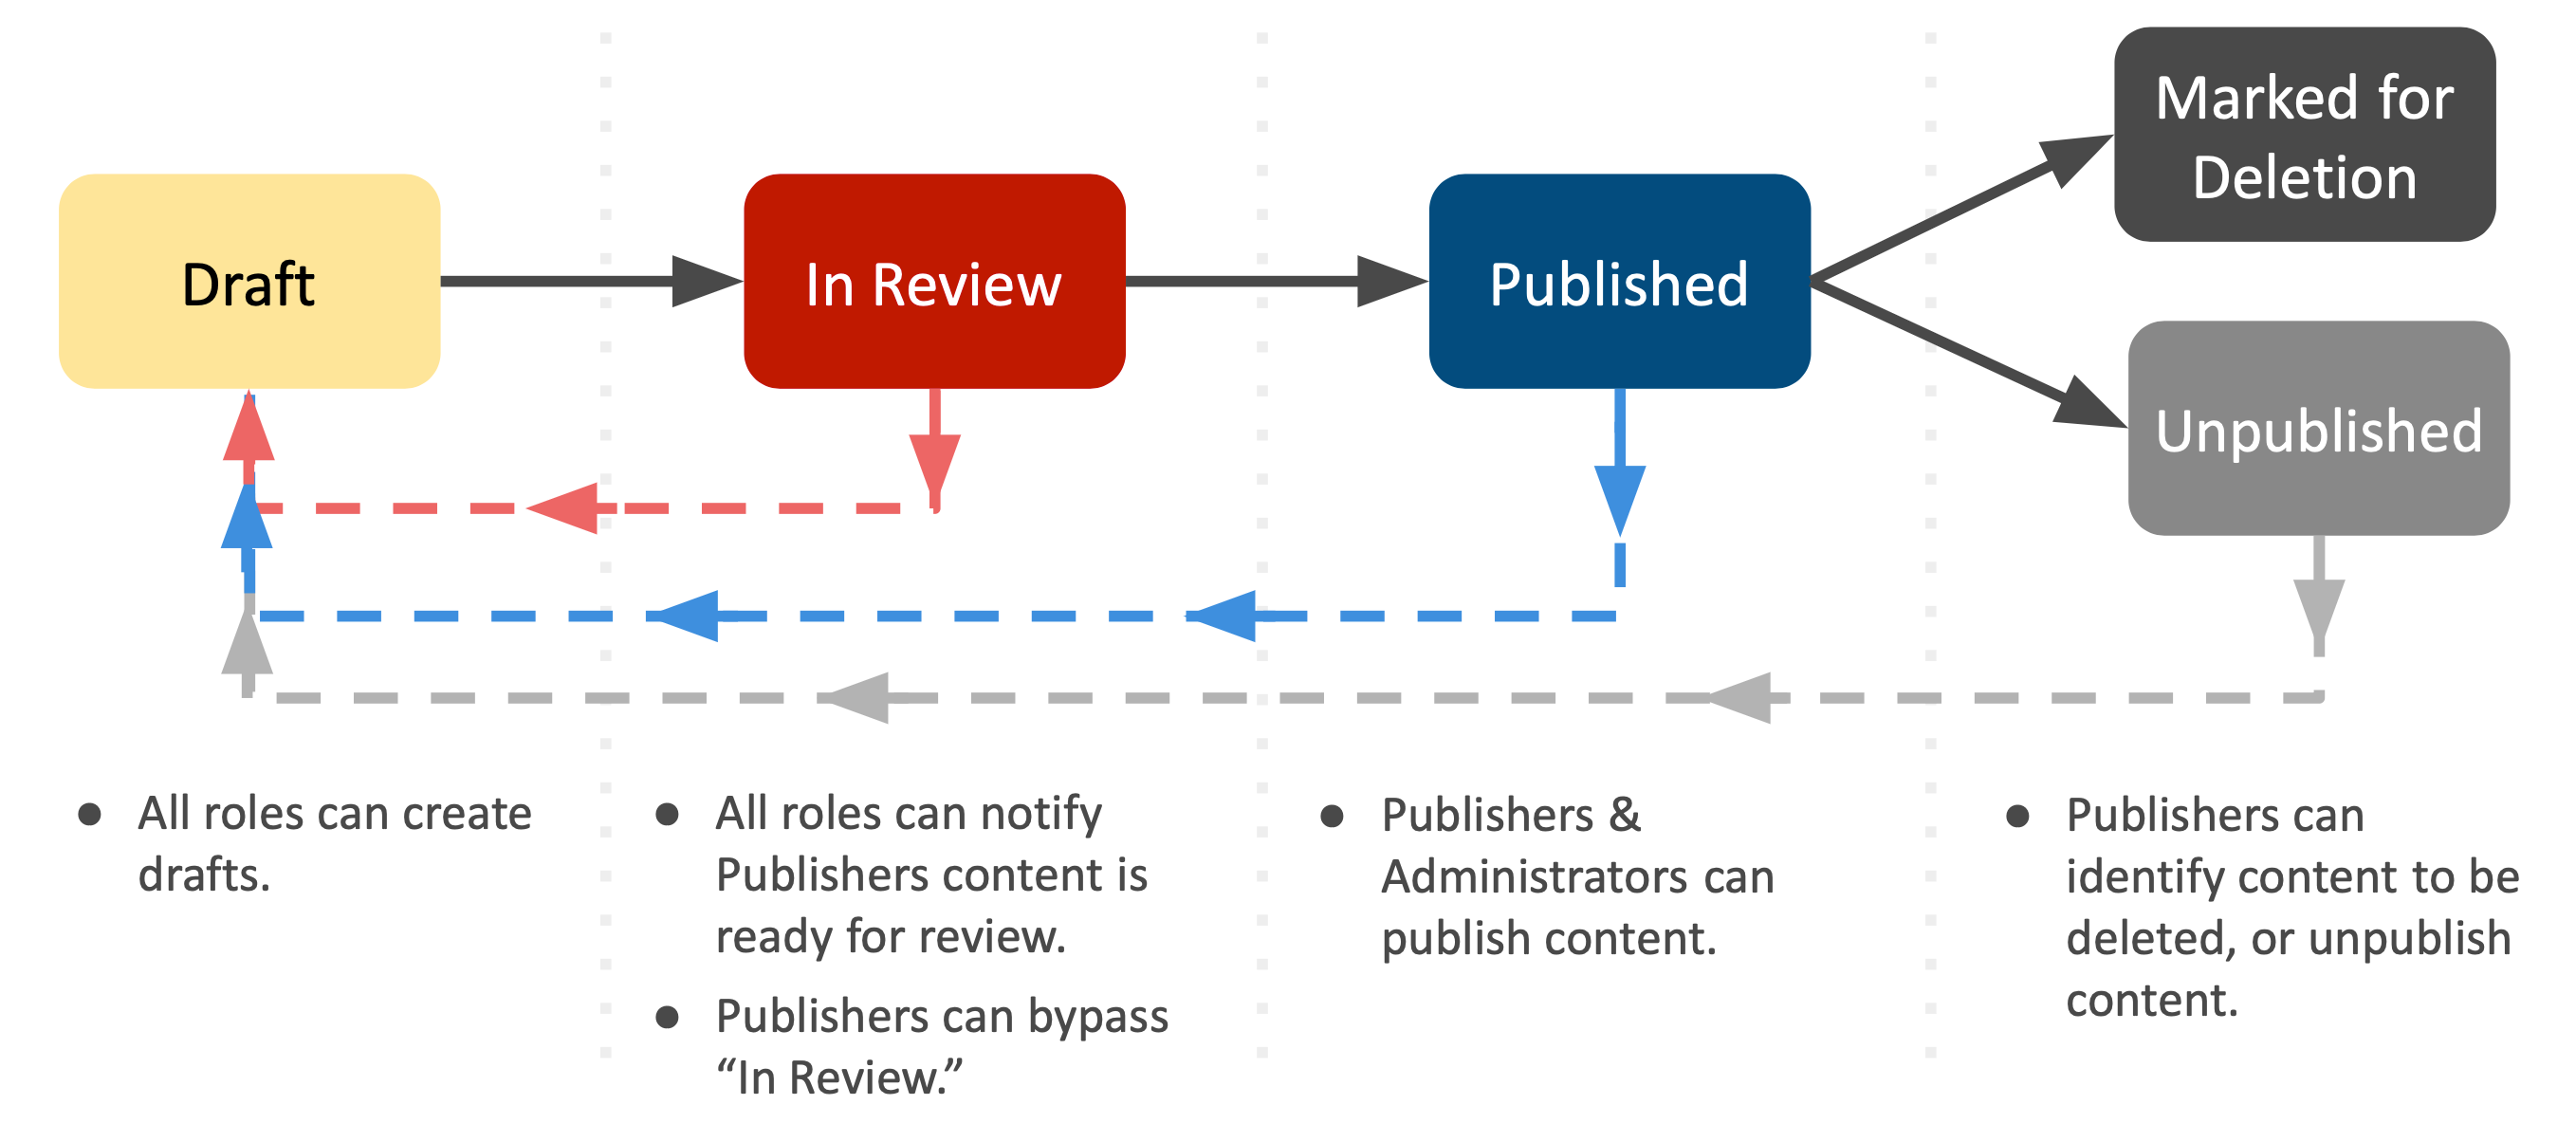 Draft
In Review
Published
Marked for
Deletion
Unpublished
● All roles can create
drafts.
● All roles can notify
Publishers content is
ready for review.
● Publishers can bypass
“In Review.”
● Publishers &
Administrators can
publish content.
● Publishers can
identify content to be
deleted, or unpublish
content.